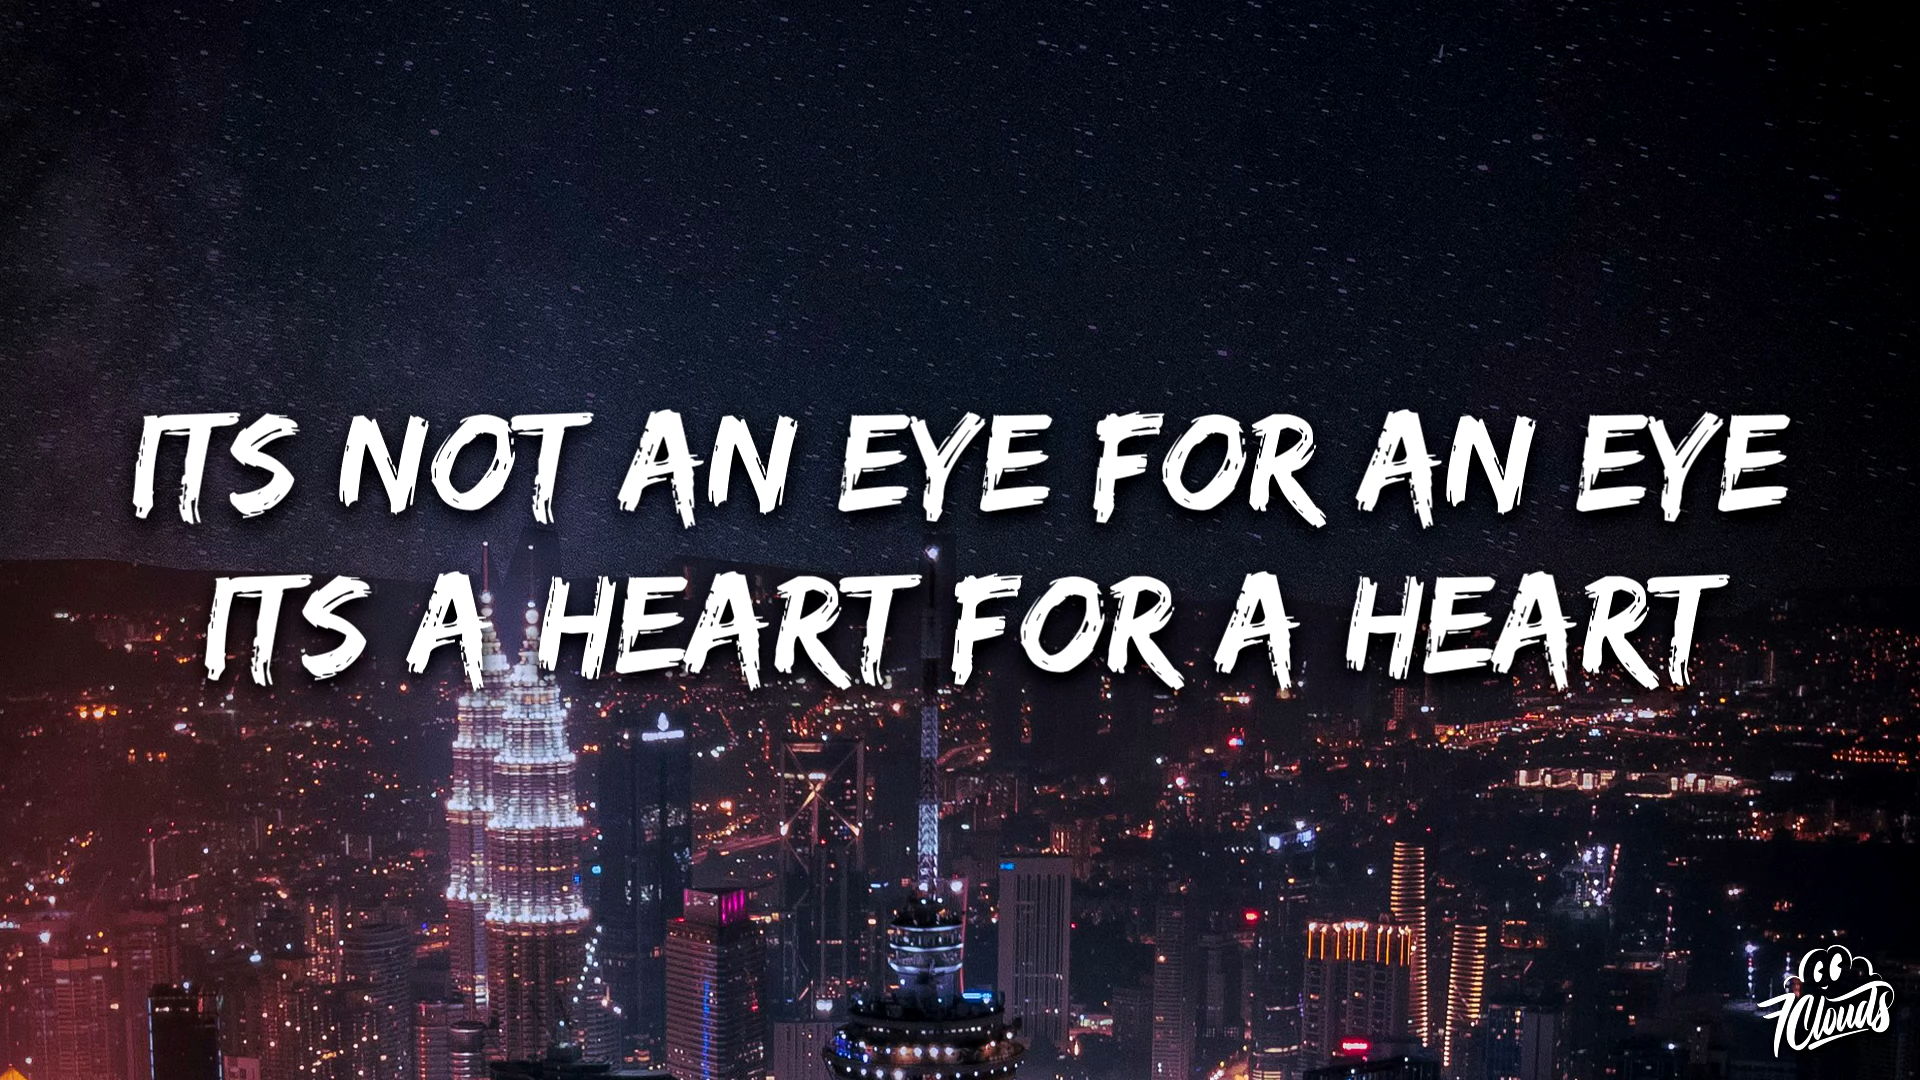 ITS NOT AN EYE FOR AN EYE
ITS A HEART FOR A HEART
7Clouds